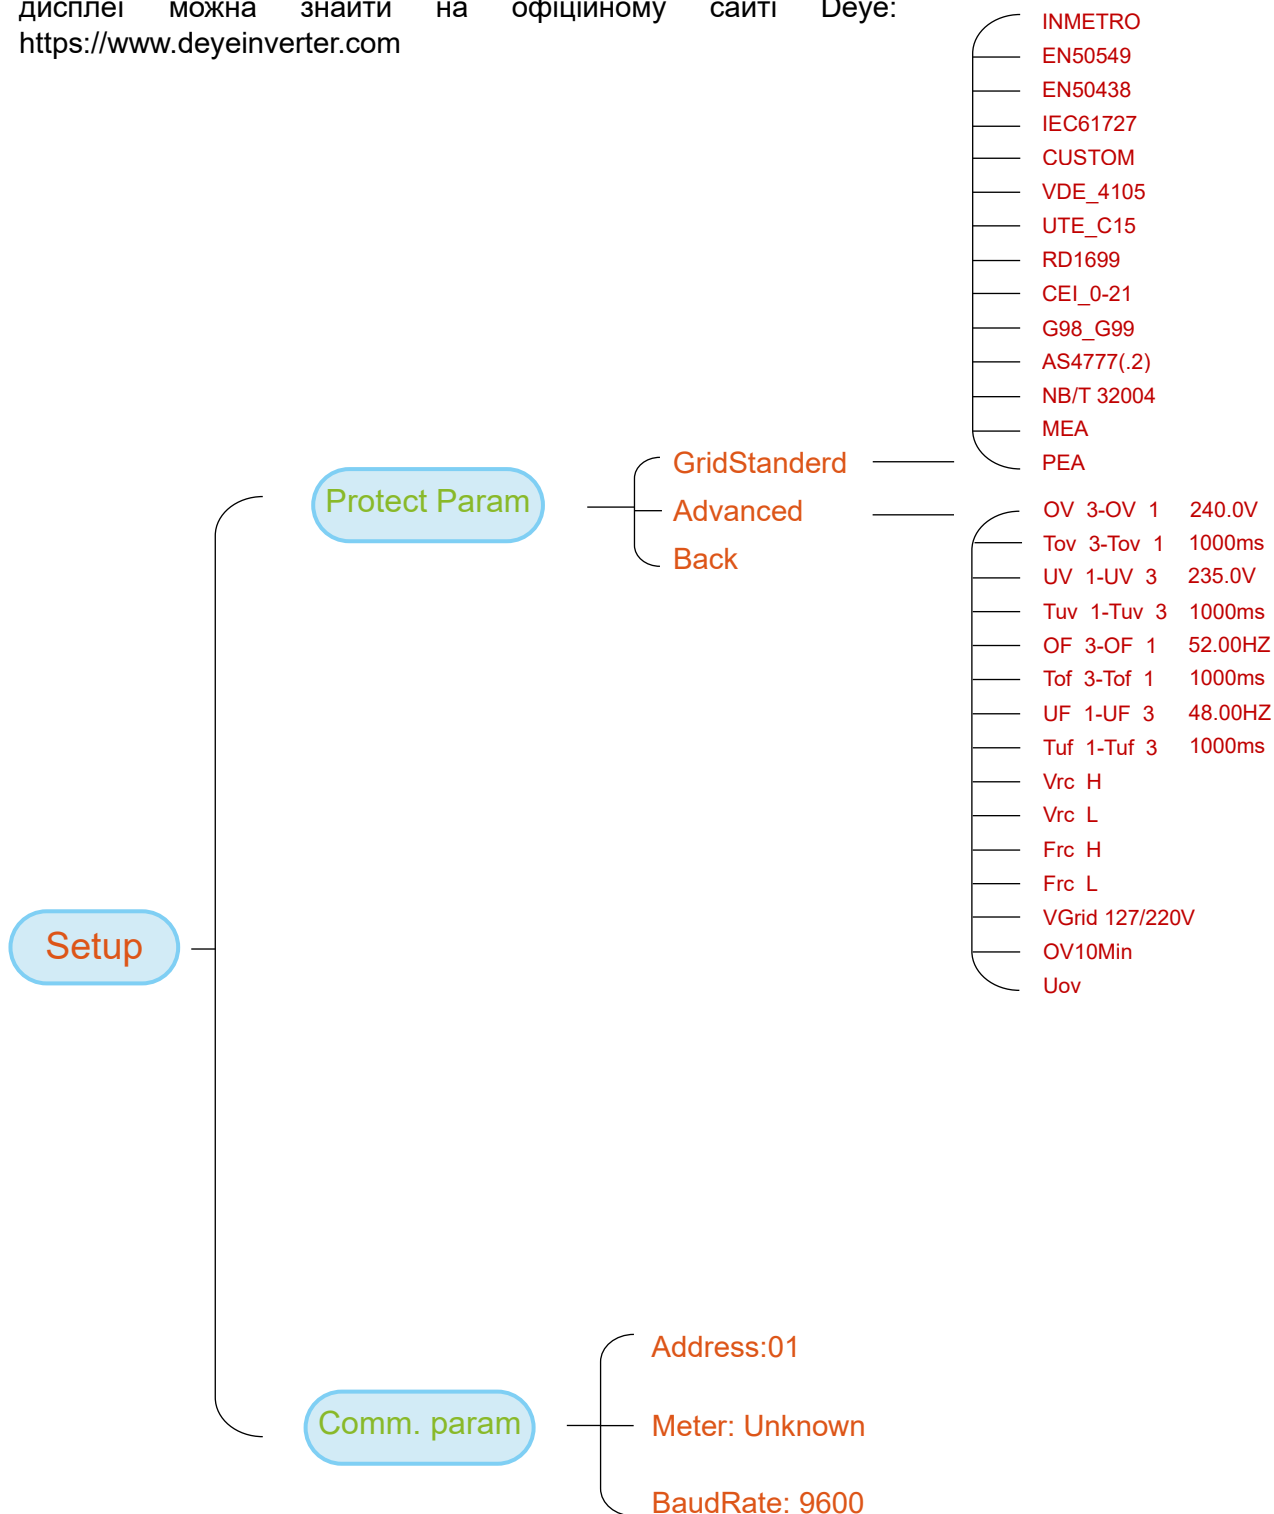 дисплеї можна знайти на офіційному сайті Deye:
https://www.deyeinverter.com
INMETRO
EN50549
EN50438
IEC61727
CUSTOM
VDE_4105
UTE_C15
RD1699
CEI_0-21
G98_G99
AS4777(.2)
NB/T 32004
MEA
PEA
Protect Param
GridStanderd
Advanced
Back
OV 3-OV 1 240.0V
Tov 3-Tov 1 1000ms
UV 1-UV 3 235.0V
Tuv 1-Tuv 3 1000ms
OF 3-OF 1 52.00HZ
Tof 3-Tof 1 1000ms
UF 1-UF 3 48.00HZ
Tuf 1-Tuf 3 1000ms
Vrc H
Vrc L
Frc H
Frc L
VGrid 127/220V
OV10Min
Uov
Setup
Comm. param
Address:01
Meter: Unknown
BaudRate: 9600